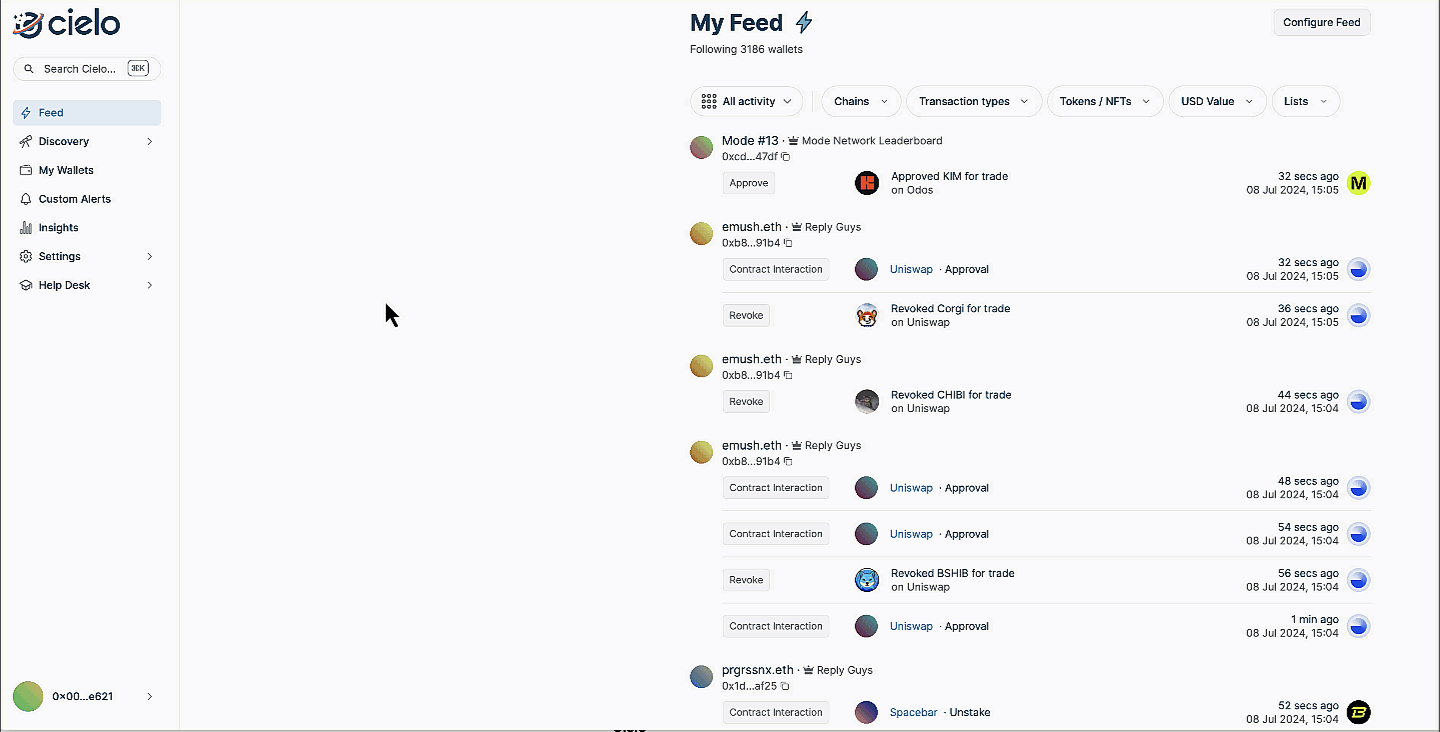 cielo
Search Cielo... ⌘K
Feed
Discovery
My Wallets
Custom Alerts
Insights
Settings
Help Desk
0x00...e621
My Feed
Configure Feed
Following 3186 wallets
All activity
Chains
Transaction types
Tokens / NFTs
USD Value
Lists
Mode #13 · Mode Network Leaderboard
0xcd...47df
Approve
Approved KIM for trade
on Odos
32 secs ago
08 Jul 2024, 15:05
M
emush.eth · Reply Guys
0xb8...91b4
Contract Interaction
Uniswap · Approval
32 secs ago
08 Jul 2024, 15:05
Revoke
Revoked Corgi for trade
on Uniswap
36 secs ago
08 Jul 2024, 15:05
emush.eth · Reply Guys
0xb8...91b4
Revoke
Revoked CHIBI for trade
on Uniswap
44 secs ago
08 Jul 2024, 15:04
emush.eth · Reply Guys
0xb8...91b4
Contract Interaction
Uniswap · Approval
48 secs ago
08 Jul 2024, 15:04
Contract Interaction
Uniswap · Approval
54 secs ago
08 Jul 2024, 15:04
Revoke
Revoked BSHIB for trade
on Uniswap
56 secs ago
08 Jul 2024, 15:04
Contract Interaction
Uniswap · Approval
1 min ago
08 Jul 2024, 15:04
prgrssnx.eth · Reply Guys
0x1d...af25
Contract Interaction
Spacebar · Unstake
52 secs ago
08 Jul 2024, 15:04